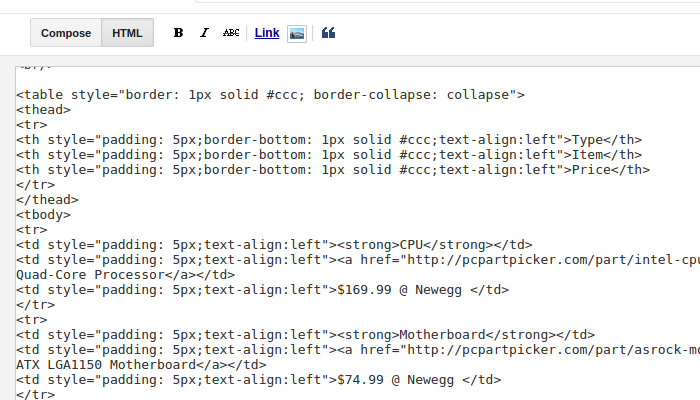 Compose HTML B I ABC Link
<table style="border: 1px solid #ccc; border-collapse: collapse">
<thead>
<tr>
<th style="padding: 5px;border-bottom: 1px solid #ccc;text-align:left">Type</th>
<th style="padding: 5px;border-bottom: 1px solid #ccc;text-align:left">Item</th>
<th style="padding: 5px;border-bottom: 1px solid #ccc;text-align:left">Price</th>
</tr>
</thead>
<tbody>
<tr>
<td style="padding: 5px;text-align:left"><strong>CPU</strong></td>
<td style="padding: 5px;text-align:left"><a href="http://pcpartpicker.com/part/intel-cpu
Quad-Core Processor</a></td>
<td style="padding: 5px;text-align:left">$169.99 @ Newegg </td>
</tr>
<tr>
<td style="padding: 5px;text-align:left"><strong>Motherboard</strong></td>
<td style="padding: 5px;text-align:left"><a href="http://pcpartpicker.com/part/asrock-mo
ATX LGA1150 Motherboard</a></td>
<td style="padding: 5px;text-align:left">$74.99 @ Newegg </td>
</tr>